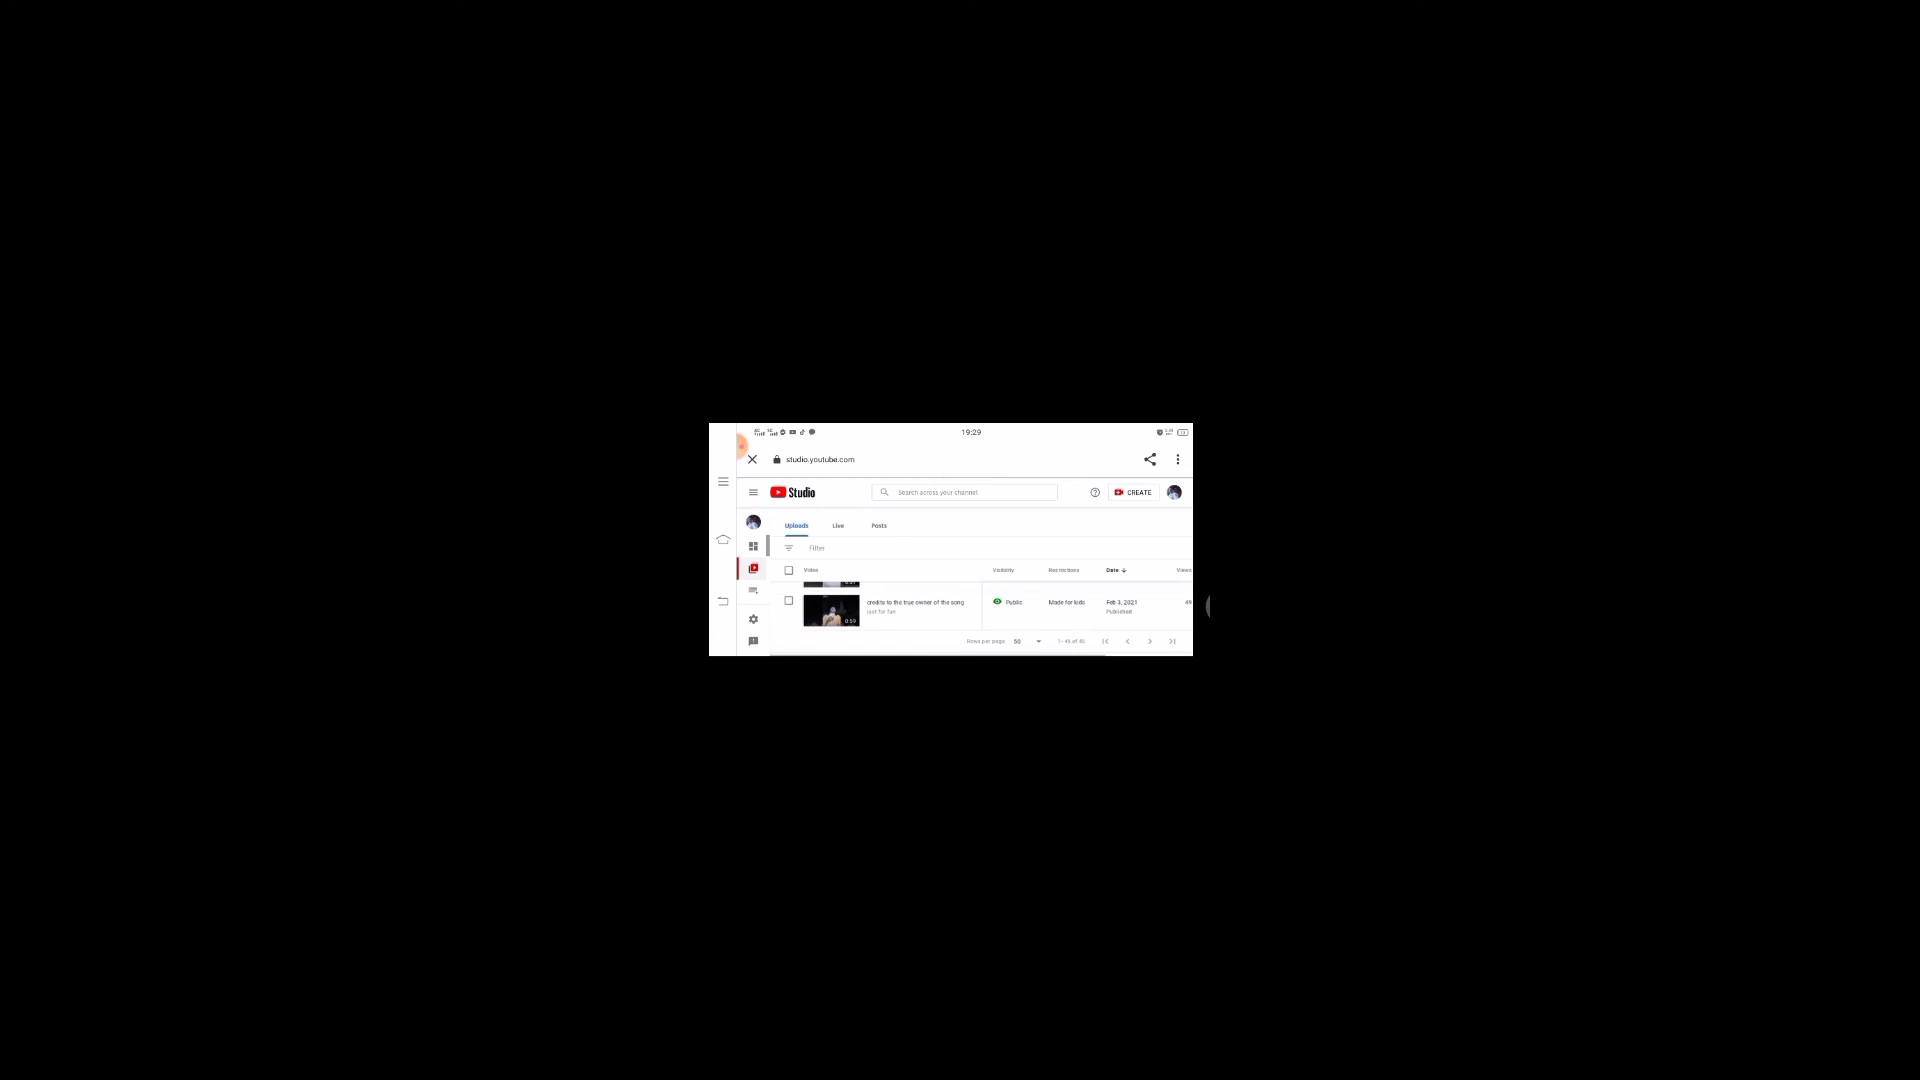 19:29
studio.youtube.com
Studio
Search across your channel
CREATE
Uploads Live Posts
Filter
Video Visibility Restrictions Date Views
credits to the true owner of the song Public Made for kids Feb 3, 2021 49
just for fun Published
0:59
Rows per page: 50